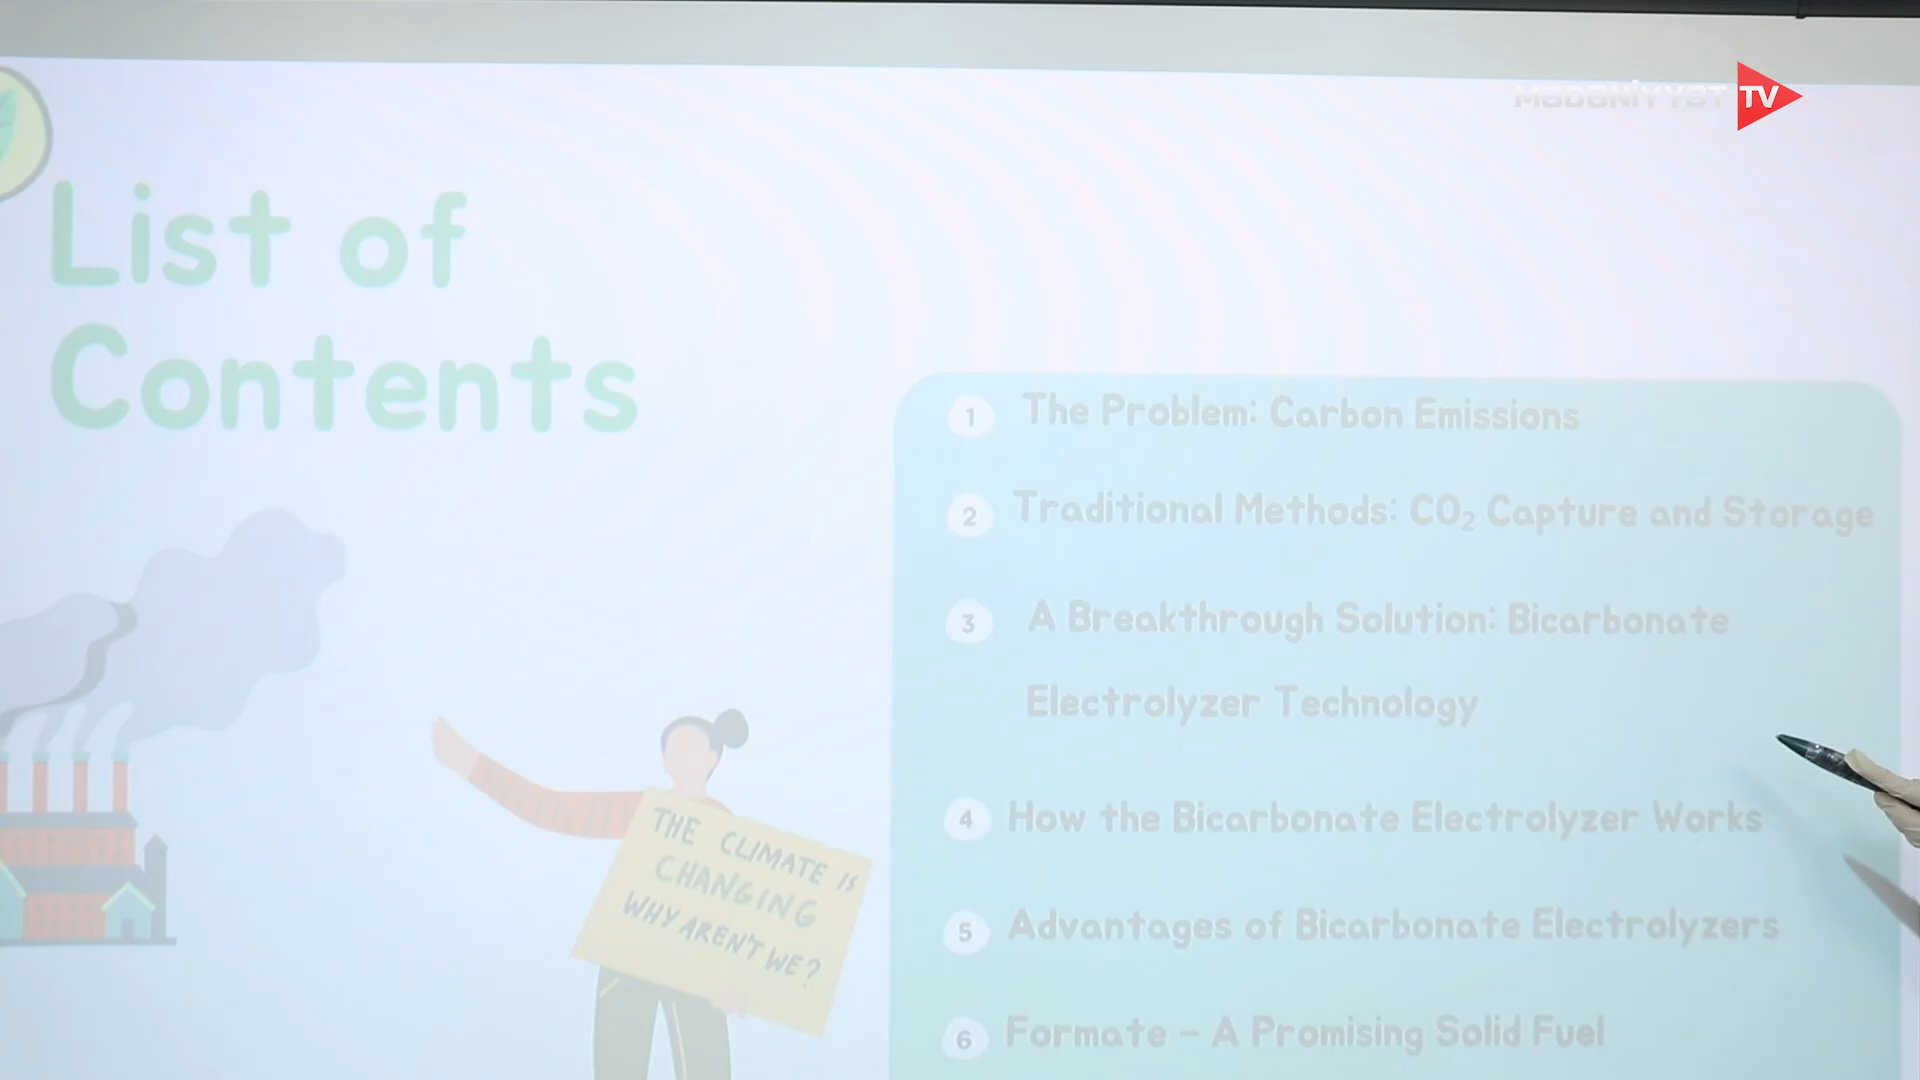 MƏDƏNİYYƏT TV
List of
Contents
1 The Problem: Carbon Emissions
2 Traditional Methods: CO₂ Capture and Storage
3 A Breakthrough Solution: Bicarbonate
Electrolyzer Technology
4 How the Bicarbonate Electrolyzer Works
5 Advantages of Bicarbonate Electrolyzers
6 Formate – A Promising Solid Fuel
THE CLIMATE IS
CHANGING
WHY AREN'T WE?